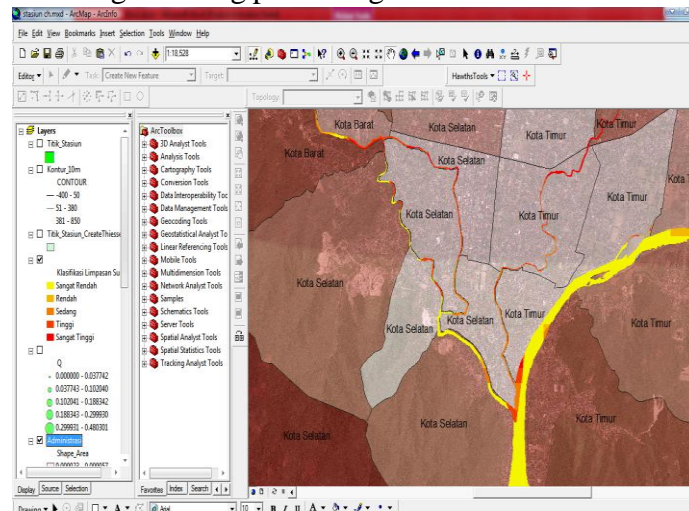 stasiun ch.mxd - ArcMap - ArcInfo
File Edit View Bookmarks Insert Selection Tools Window Help
1:18.528
Editor Task: Create New Feature Target:
HawthsTools
Topology:
Layers
Titik_Stasiun
Kontur_10m
CONTOUR
-400 - 50
51 - 380
381 - 850
Titik_Stasiun_CreateThiesse
Klasifikasi Limpasan Su
Sangat Rendah
Rendah
Sedang
Tinggi
Sangat Tinggi
Q
0.000000 - 0.037742
0.037743 - 0.102040
0.102041 - 0.188342
0.188343 - 0.299930
0.299931 - 0.480301
Administrasi
Shape_Area
Display Source Selection
ArcToolbox
3D Analyst Tools
Analysis Tools
Cartography Tools
Conversion Tools
Data Interoperability Toc
Data Management Tools
Geocoding Tools
Geostatistical Analyst To
Linear Referencing Tools
Mobile Tools
Multidimension Tools
Network Analyst Tools
Samples
Schematics Tools
Server Tools
Spatial Analyst Tools
Spatial Statistics Tools
Tracking Analyst Tools
Favorites Index Search
Kota Barat
Kota Selatan
Kota Timur
Kota Timur
Kota Barat
Kota Selatan
Kota Selatan
Kota Timur
Kota Selatan
Kota Selatan
Kota Selatan
Kota Timur
Kota Timur
Kota Selatan
Kota Timur
Kota Selatan
Kota Selatan
Drawing Arial 10 B I U A